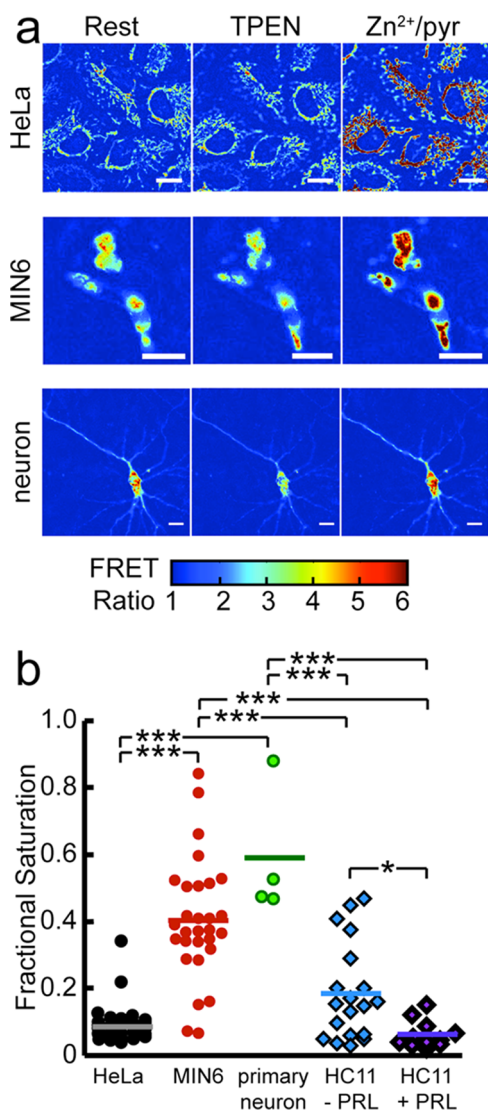 a
Rest TPEN Zn²⁺/pyr
HeLa
MIN6
neuron
FRET
Ratio
1 2 3 4 5 6
b
***
***
***
***
***
***
*
Fractional Saturation
1.0
0.8
0.6
0.4
0.2
0
HeLa MIN6 primary neuron HC11 - PRL HC11 + PRL